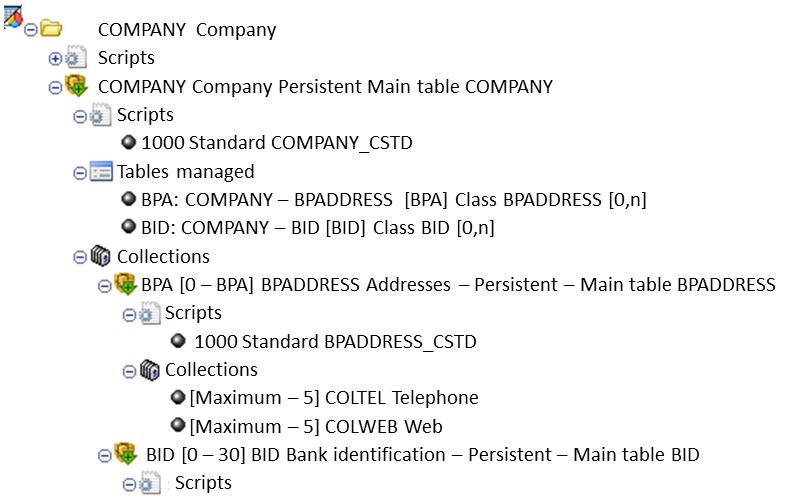 COMPANY Company
Scripts
COMPANY Company Persistent Main table COMPANY
Scripts
1000 Standard COMPANY_CSTD
Tables managed
BPA: COMPANY – BPADDRESS [BPA] Class BPADDRESS [0,n]
BID: COMPANY – BID [BID] Class BID [0,n]
Collections
BPA [0 – BPA] BPADDRESS Addresses – Persistent – Main table BPADDRESS
Scripts
1000 Standard BPADDRESS_CSTD
Collections
[Maximum – 5] COLTEL Telephone
[Maximum – 5] COLWEB Web
BID [0 – 30] BID Bank identification – Persistent – Main table BID
Scripts